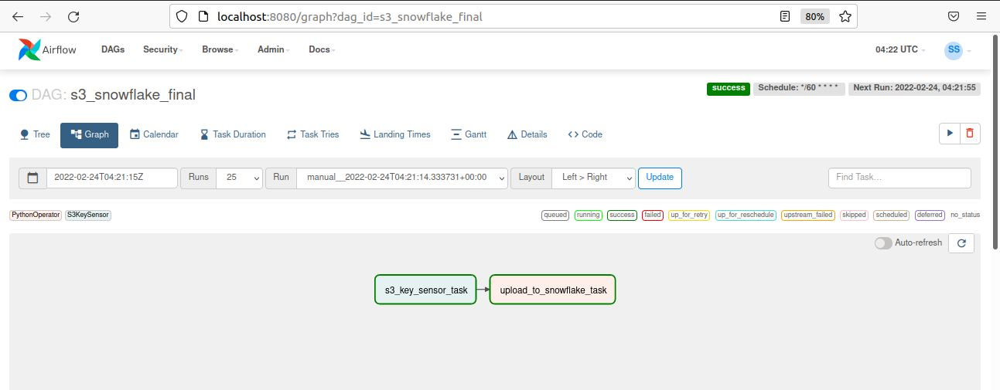 localhost:8080/graph?dag_id=s3_snowflake_final 80%
Airflow DAGs Security Browse Admin Docs 04:22 UTC SS
DAG: s3_snowflake_final success Schedule: */60 * * * * Next Run: 2022-02-24, 04:21:55
Tree Graph Calendar Task Duration Task Tries Landing Times Gantt Details <> Code
2022-02-24T04:21:15Z Runs 25 Run manual__2022-02-24T04:21:14.333731+00:00 Layout Left > Right Update Find Task...
PythonOperator S3KeySensor queued running success failed up_for_retry up_for_reschedule upstream_failed skipped scheduled deferred no_status
Auto-refresh
s3_key_sensor_task upload_to_snowflake_task